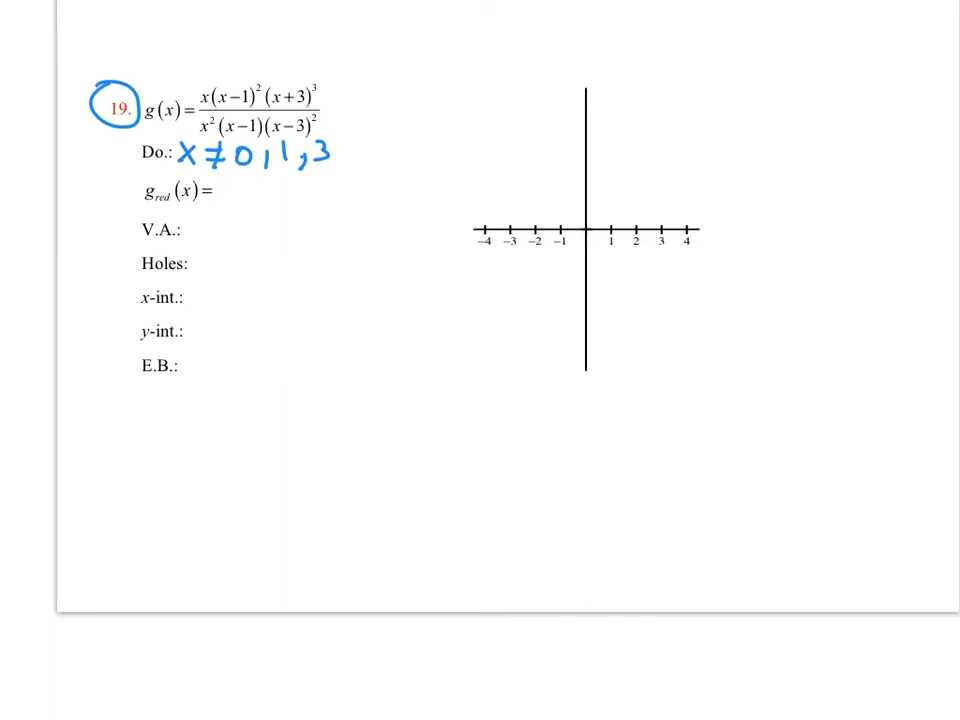 19. g(x) = x(x−1)²(x+3)³ / x²(x−1)(x−3)²
Do.: x ≠ 0, 1, 3
g_red(x) =
V.A.:
Holes:
x-int.:
y-int.:
E.B.:
−4 −3 −2 −1 1 2 3 4